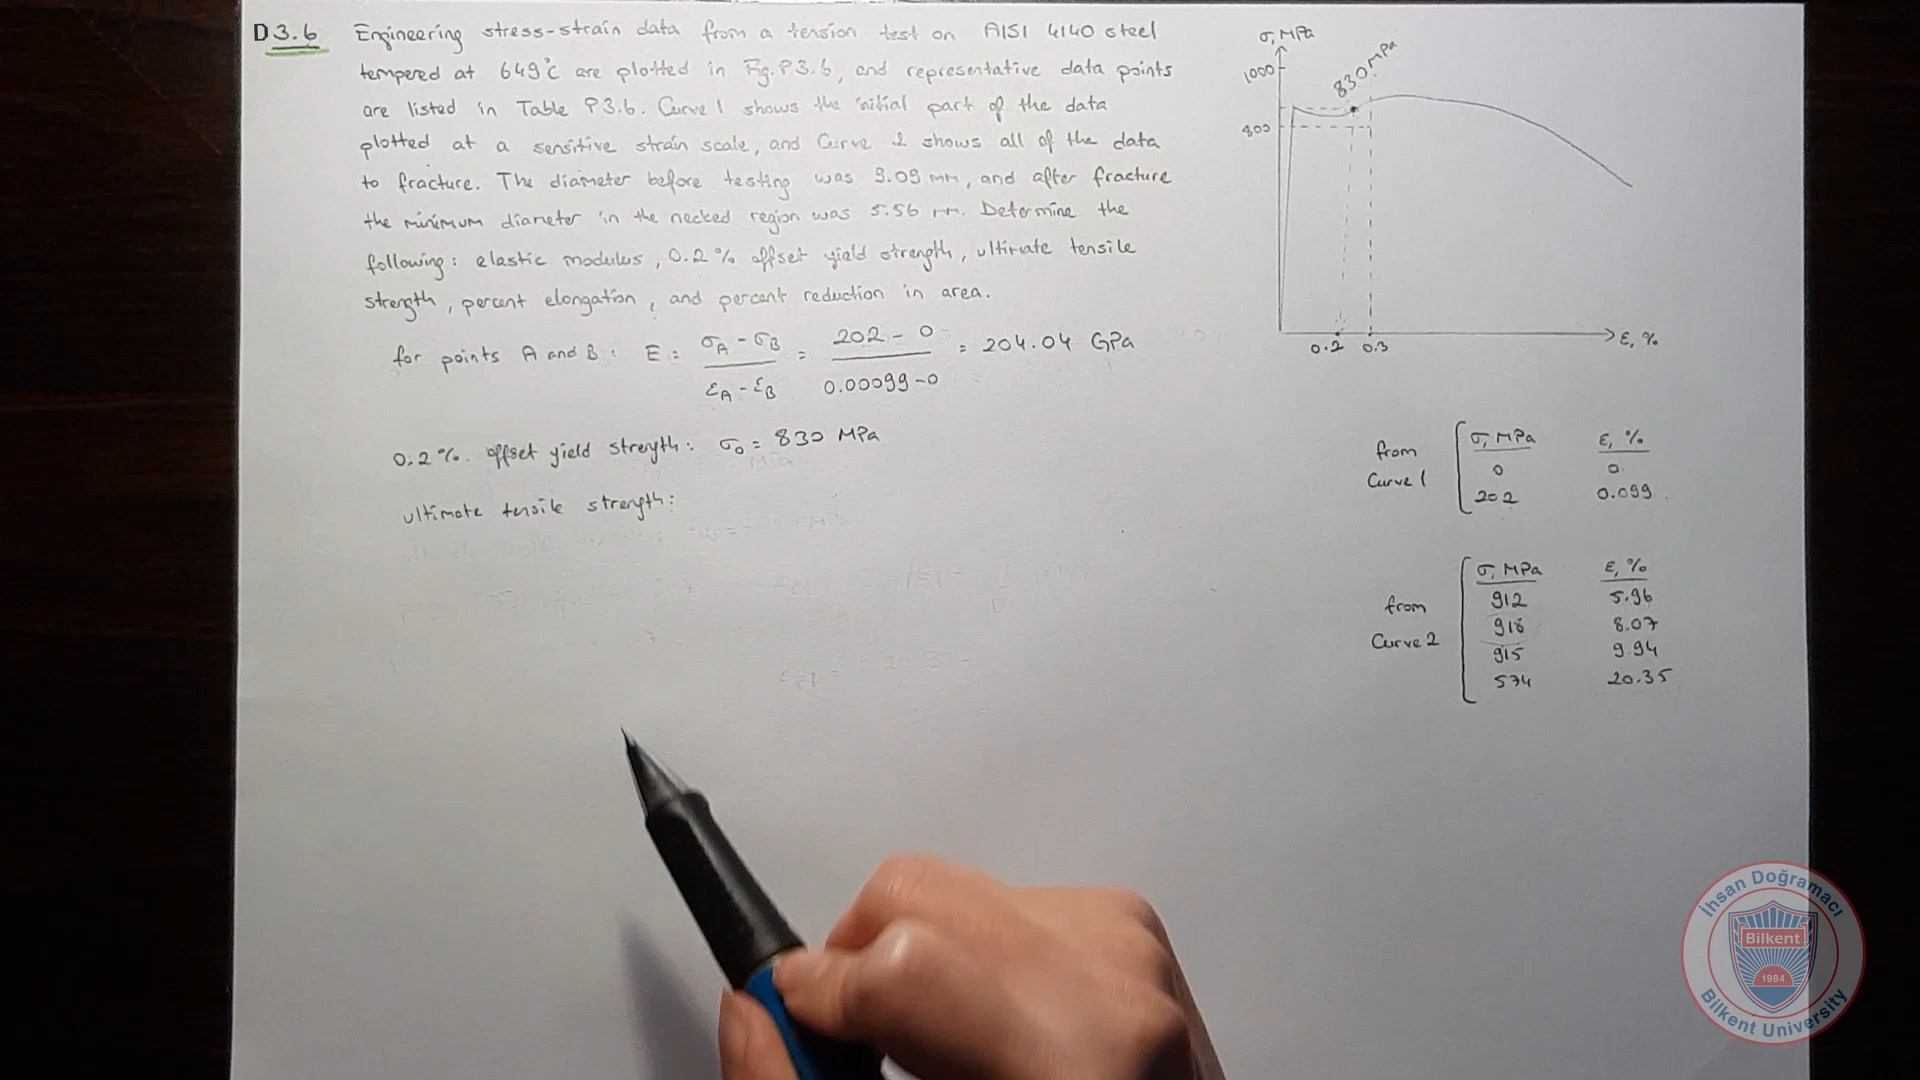 D3.6 Engineering stress-strain data from a tension test on AISI 4140 steel
tempered at 649°C are plotted in Fig. P3.6, and representative data points
are listed in Table P3.6. Curve 1 shows the initial part of the data
plotted at a sensitive strain scale, and Curve 2 shows all of the data
to fracture. The diameter before testing was 9.09 mm, and after fracture
the minimum diameter in the necked region was 5.56 mm. Determine the
following: elastic modulus, 0.2% offset yield strength, ultimate tensile
strength, percent elongation, and percent reduction in area.
for points A and B: E = σA - σB / εA - εB = 202 - 0 / 0.00099 - 0 = 204.04 GPa
0.2%. offset yield strength: σo = 830 MPa
ultimate tensile strength:
σ, MPa
1000
830 MPa
800
0.2 0.3 ε, %
from Curve 1
σ, MPa ε, %
0 0
202 0.099
from Curve 2
σ, MPa ε, %
912 5.96
918 8.07
915 9.94
574 20.35
İhsan Doğramacı
Bilkent
1984
Bilkent University